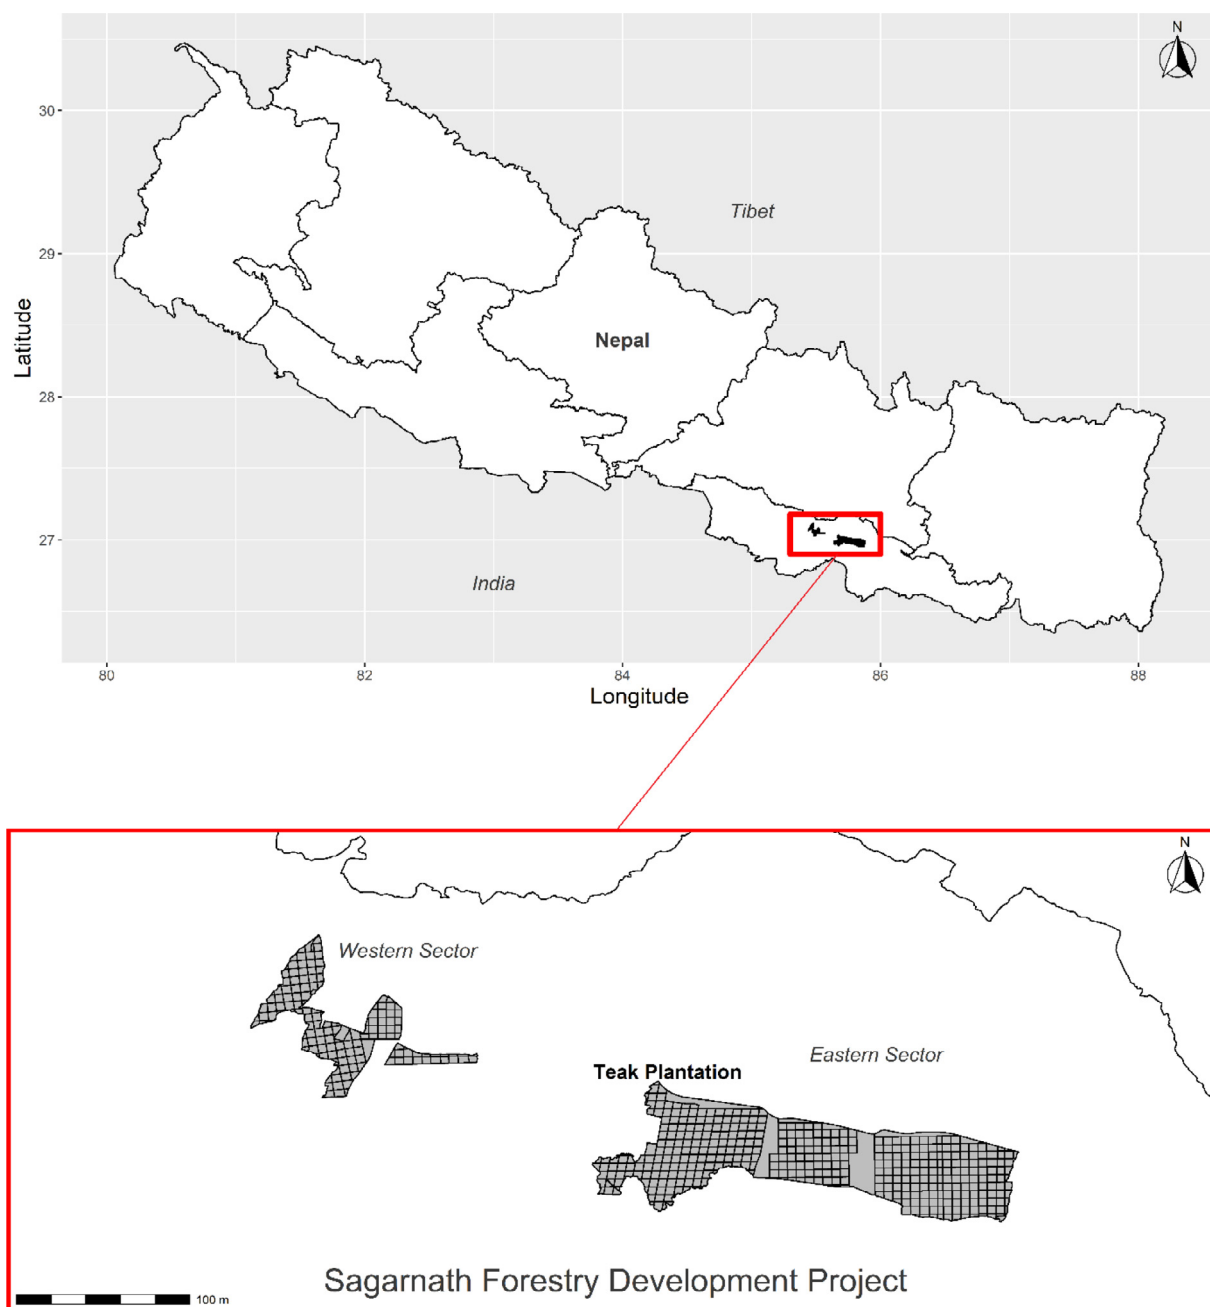 N
30
Tibet
29
Latitude
Nepal
28
27
India
80
82
84
86
88
Longitude
N
Western Sector
Eastern Sector
Teak Plantation
Sagarnath Forestry Development Project
100 m